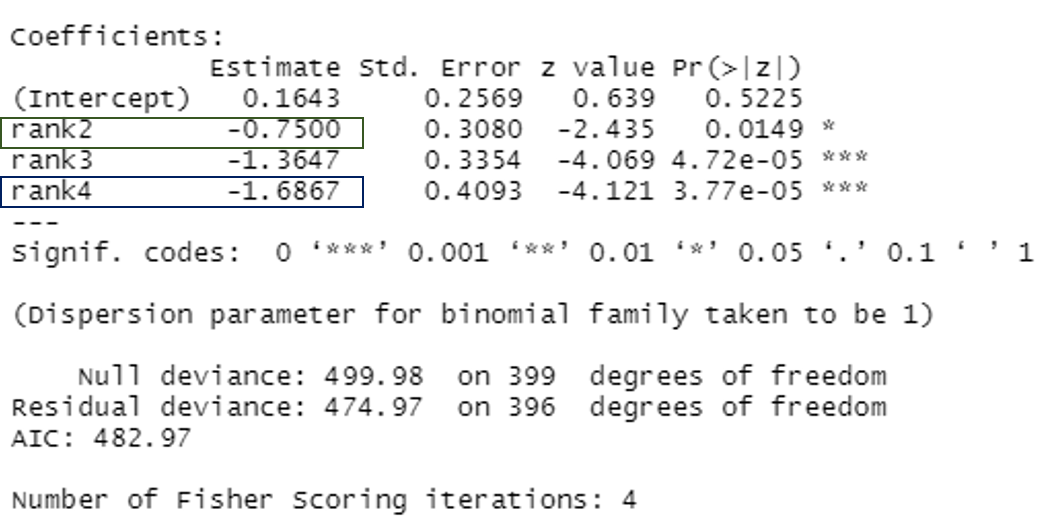 Coefficients:
Estimate Std. Error z value Pr(>|z|)
(Intercept) 0.1643 0.2569 0.639 0.5225
rank2 -0.7500 0.3080 -2.435 0.0149 *
rank3 -1.3647 0.3354 -4.069 4.72e-05 ***
rank4 -1.6867 0.4093 -4.121 3.77e-05 ***
---
Signif. codes: 0 ‘***’ 0.001 ‘**’ 0.01 ‘*’ 0.05 ‘.’ 0.1 ‘ ’ 1
(Dispersion parameter for binomial family taken to be 1)
Null deviance: 499.98 on 399 degrees of freedom
Residual deviance: 474.97 on 396 degrees of freedom
AIC: 482.97
Number of Fisher Scoring iterations: 4